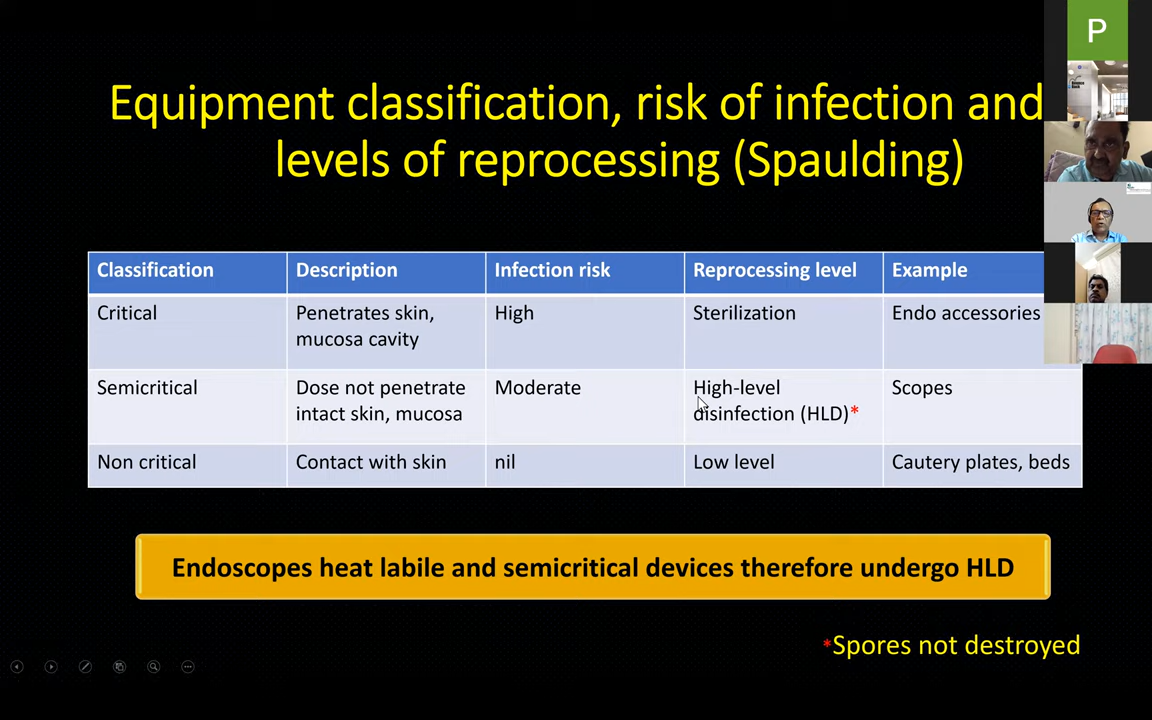 P
Equipment classification, risk of infection and
levels of reprocessing (Spaulding)
Classification Description Infection risk Reprocessing level Example
Critical Penetrates skin, High Sterilization Endo accessories
mucosa cavity
Semicritical Dose not penetrate Moderate High-level Scopes
intact skin, mucosa disinfection (HLD)*
Non critical Contact with skin nil Low level Cautery plates, beds
Endoscopes heat labile and semicritical devices therefore undergo HLD
*Spores not destroyed